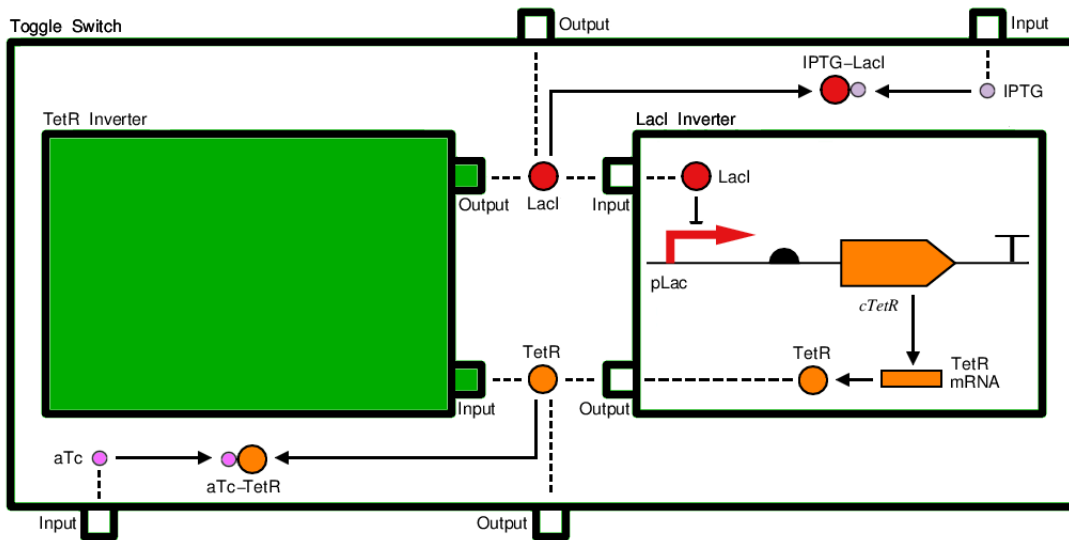 Toggle Switch
Output
Input
IPTG–LacI
IPTG
TetR Inverter
LacI Inverter
Output
LacI
Input
LacI
pLac
cTetR
TetR
TetR
TetR
mRNA
Input
Output
aTc
aTc–TetR
Input
Output